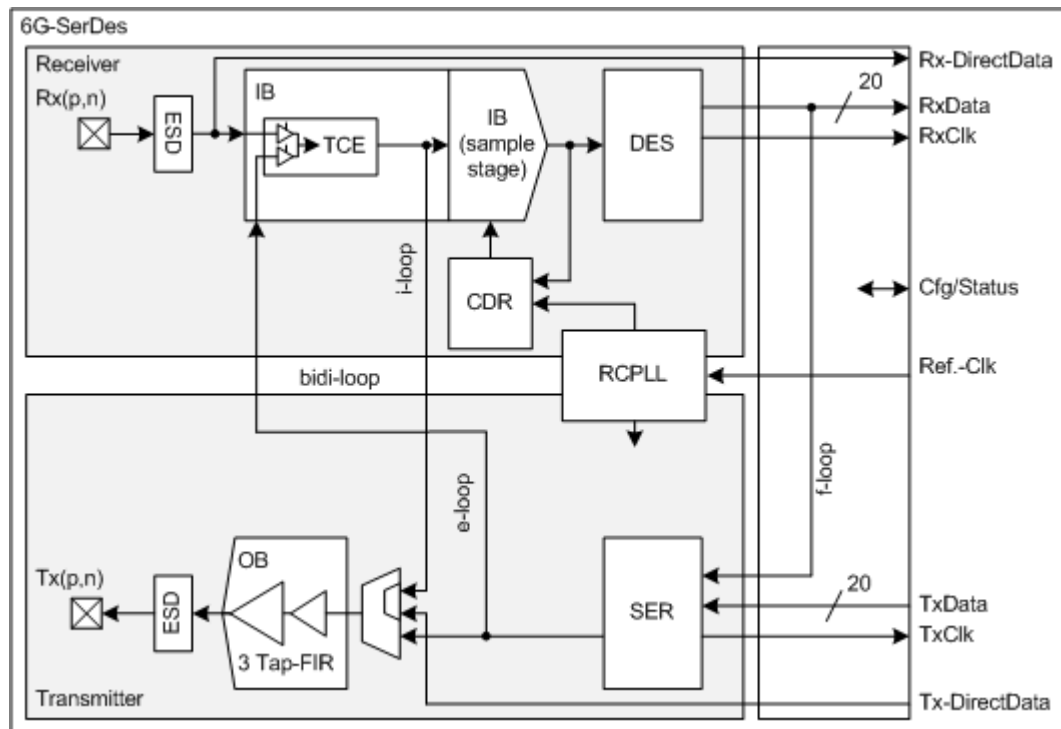 6G-SerDes
Receiver
Rx(p,n)
ESD
IB
TCE
IB
(sample
stage)
DES
20
Rx-DirectData
RxData
RxClk
i-loop
CDR
Cfg/Status
bidi-loop
RCPLL
Ref.-Clk
e-loop
f-loop
Tx(p,n)
ESD
OB
3 Tap-FIR
SER
20
TxData
TxClk
Transmitter
Tx-DirectData